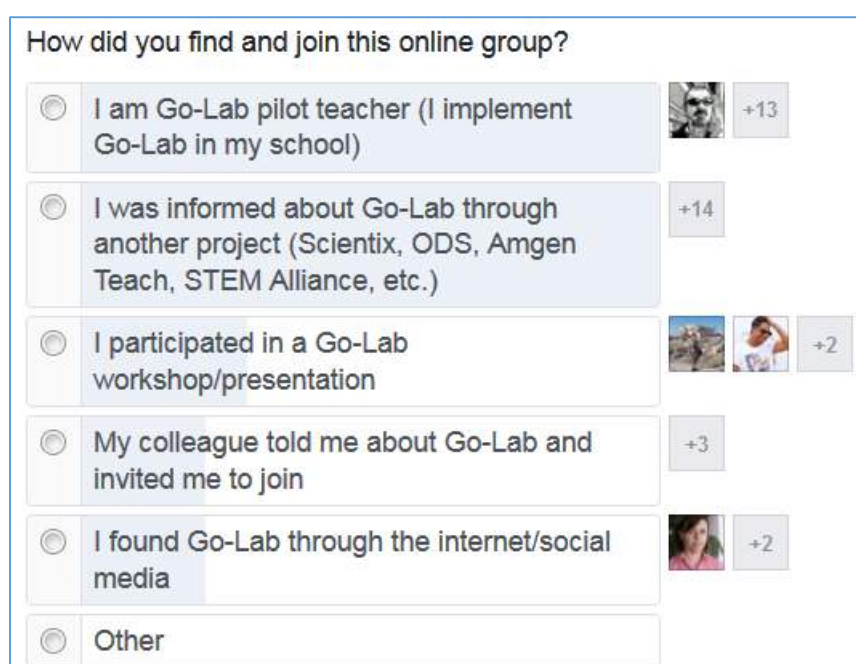 How did you find and join this online group?
I am Go-Lab pilot teacher (I implement
Go-Lab in my school)
+13
I was informed about Go-Lab through
another project (Scientix, ODS, Amgen
Teach, STEM Alliance, etc.)
+14
I participated in a Go-Lab
workshop/presentation
+2
My colleague told me about Go-Lab and
invited me to join
+3
I found Go-Lab through the internet/social
media
+2
Other